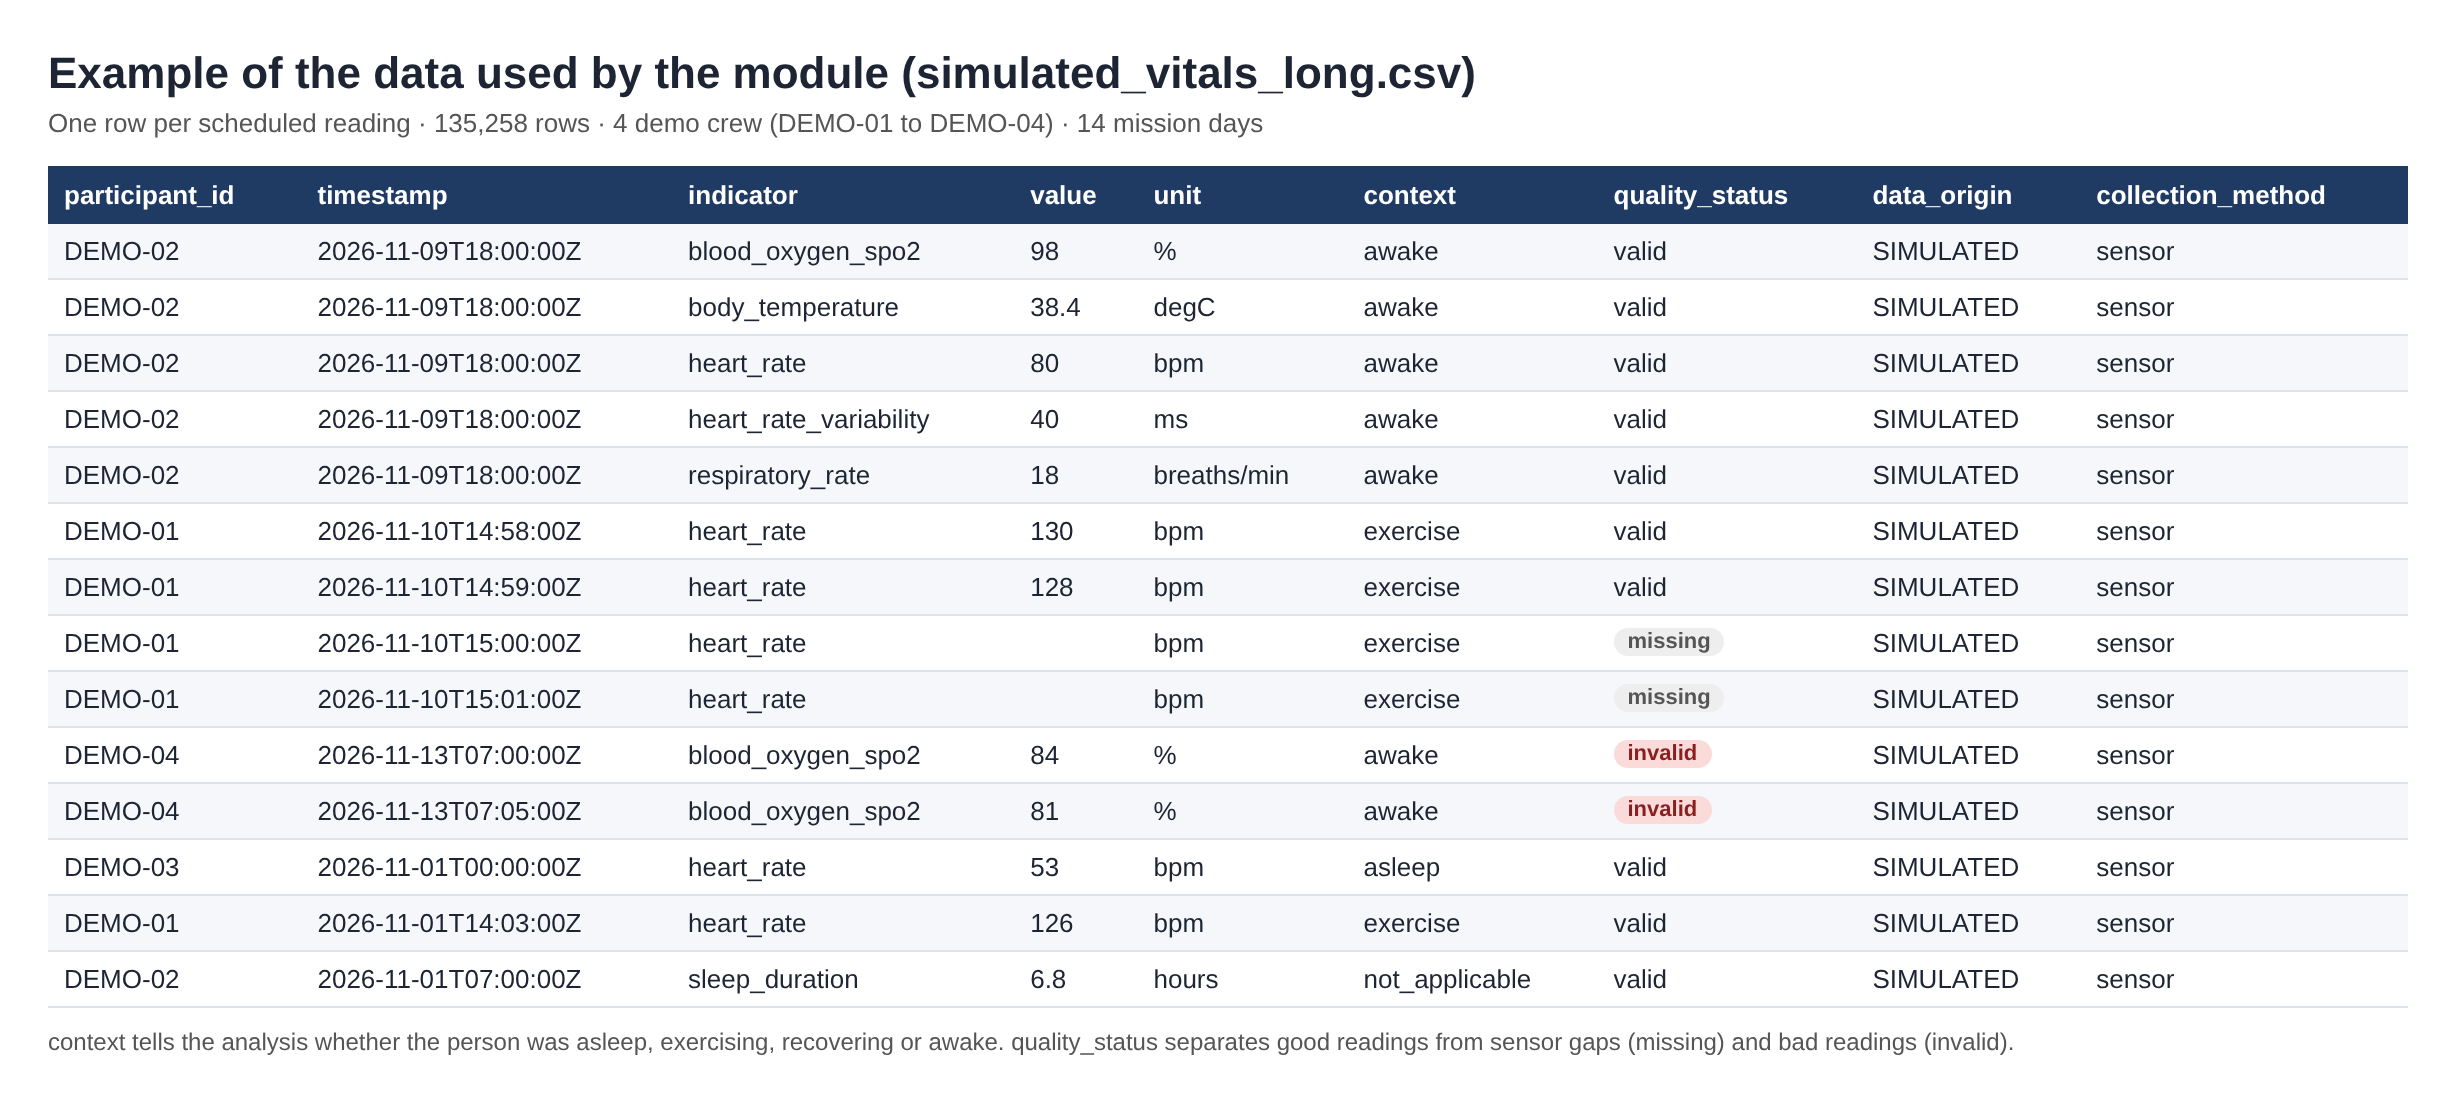 Example of the data used by the module (simulated_vitals_long.csv)
One row per scheduled reading · 135,258 rows · 4 demo crew (DEMO-01 to DEMO-04) · 14 mission days
participant_id timestamp indicator value unit context quality_status data_origin collection_method
DEMO-02 2026-11-09T18:00:00Z blood_oxygen_spo2 98 % awake valid SIMULATED sensor
DEMO-02 2026-11-09T18:00:00Z body_temperature 38.4 degC awake valid SIMULATED sensor
DEMO-02 2026-11-09T18:00:00Z heart_rate 80 bpm awake valid SIMULATED sensor
DEMO-02 2026-11-09T18:00:00Z heart_rate_variability 40 ms awake valid SIMULATED sensor
DEMO-02 2026-11-09T18:00:00Z respiratory_rate 18 breaths/min awake valid SIMULATED sensor
DEMO-01 2026-11-10T14:58:00Z heart_rate 130 bpm exercise valid SIMULATED sensor
DEMO-01 2026-11-10T14:59:00Z heart_rate 128 bpm exercise valid SIMULATED sensor
DEMO-01 2026-11-10T15:00:00Z heart_rate bpm exercise missing SIMULATED sensor
DEMO-01 2026-11-10T15:01:00Z heart_rate bpm exercise missing SIMULATED sensor
DEMO-04 2026-11-13T07:00:00Z blood_oxygen_spo2 84 % awake invalid SIMULATED sensor
DEMO-04 2026-11-13T07:05:00Z blood_oxygen_spo2 81 % awake invalid SIMULATED sensor
DEMO-03 2026-11-01T00:00:00Z heart_rate 53 bpm asleep valid SIMULATED sensor
DEMO-01 2026-11-01T14:03:00Z heart_rate 126 bpm exercise valid SIMULATED sensor
DEMO-02 2026-11-01T07:00:00Z sleep_duration 6.8 hours not_applicable valid SIMULATED sensor
context tells the analysis whether the person was asleep, exercising, recovering or awake. quality_status separates good readings from sensor gaps (missing) and bad readings (invalid).